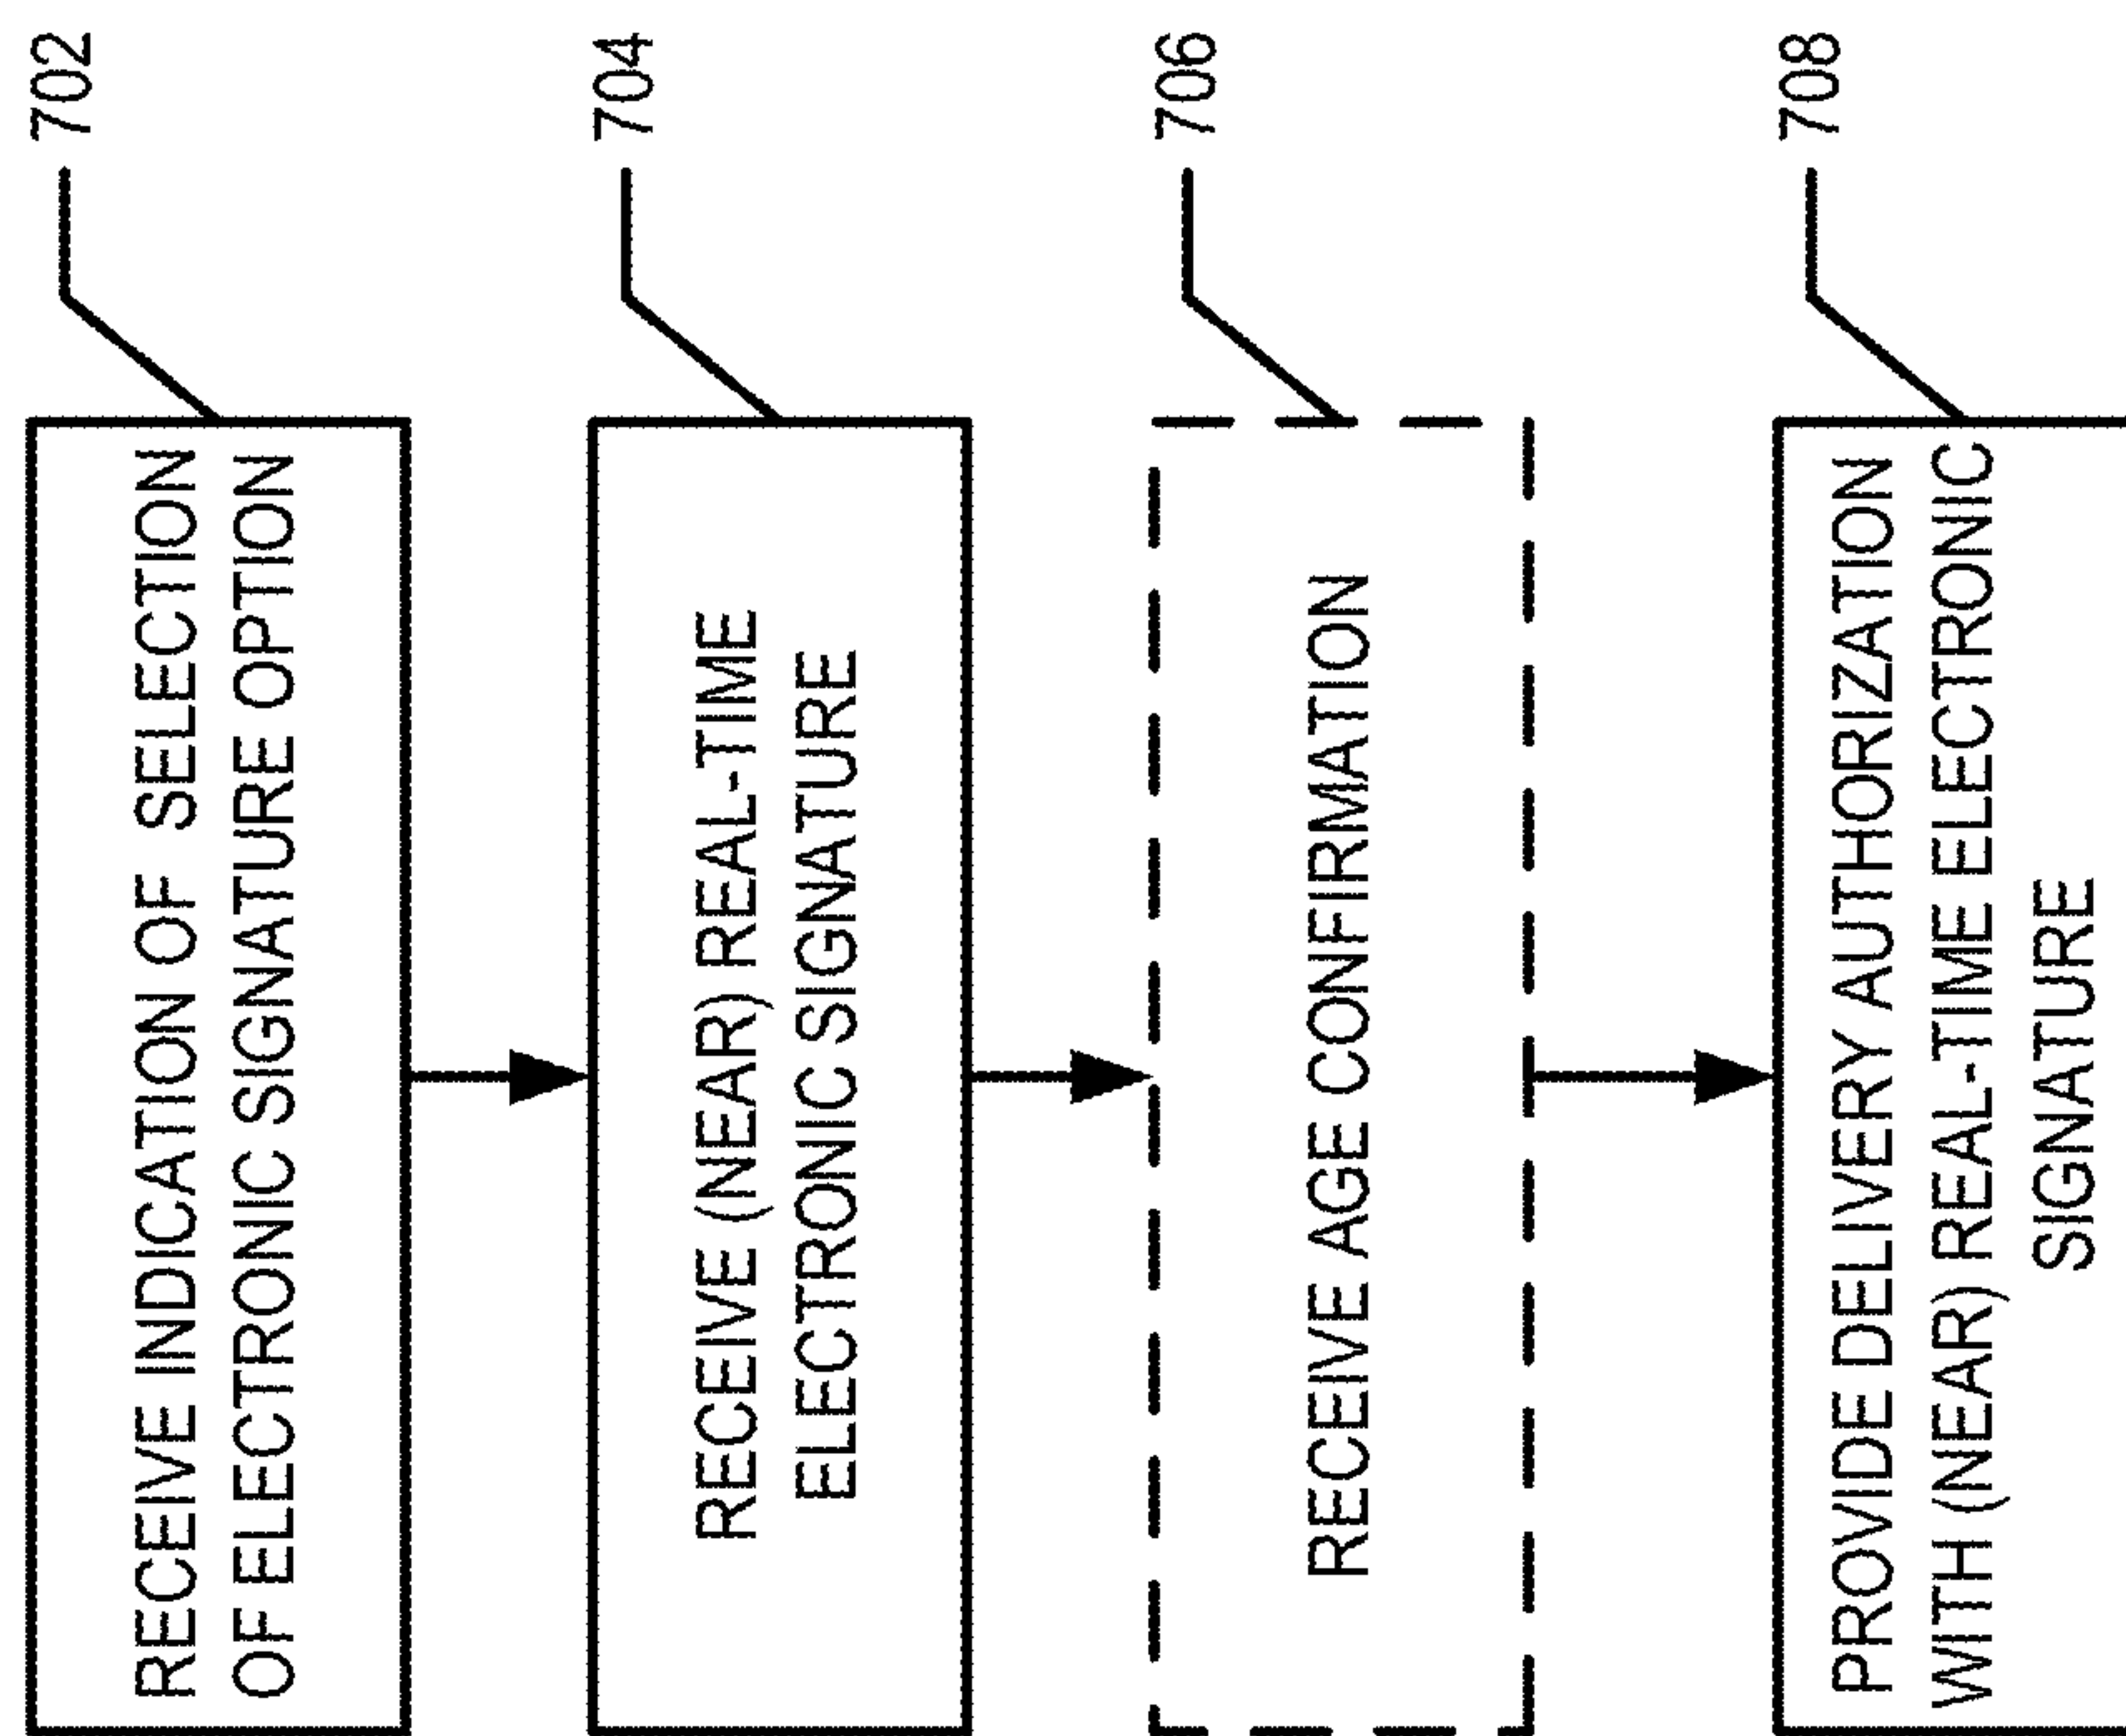 702
RECEIVE INDICATION OF SELECTION
OF ELECTRONIC SIGNATURE OPTION
704
RECEIVE (NEAR) REAL-TIME
ELECTRONIC SIGNATURE
706
RECEIVE AGE CONFIRMATION
708
PROVIDE DELIVERY AUTHORIZATION
WITH (NEAR) REAL-TIME ELECTRONIC
SIGNATURE